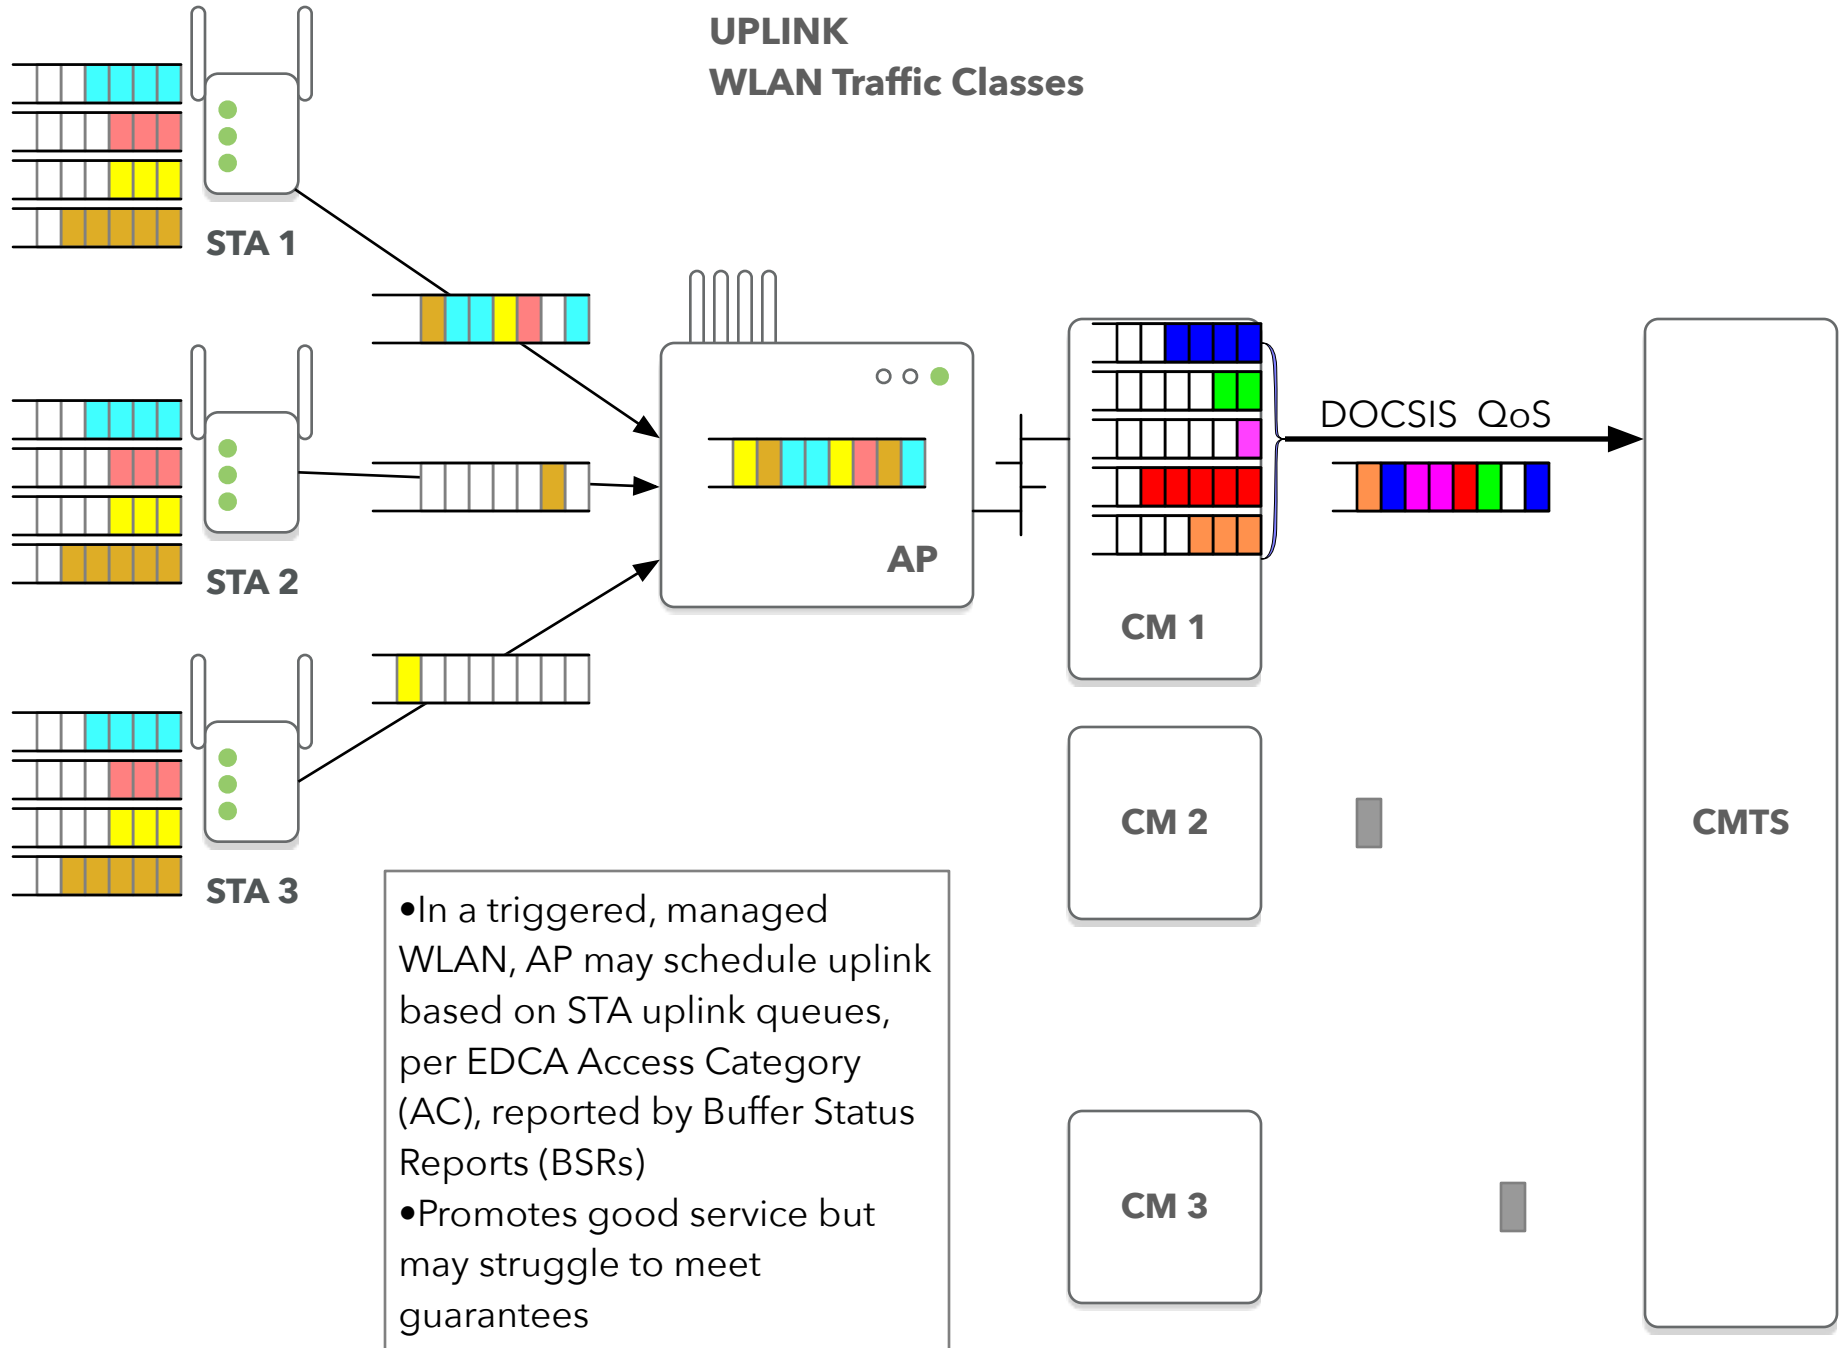 UPLINK
WLAN Traffic Classes
STA 1
STA 2
STA 3
AP
CM 1
DOCSIS QoS
CM 2
CM 3
CMTS
•In a triggered, managed
WLAN, AP may schedule uplink
based on STA uplink queues,
per EDCA Access Category
(AC), reported by Buffer Status
Reports (BSRs)
•Promotes good service but
may struggle to meet
guarantees